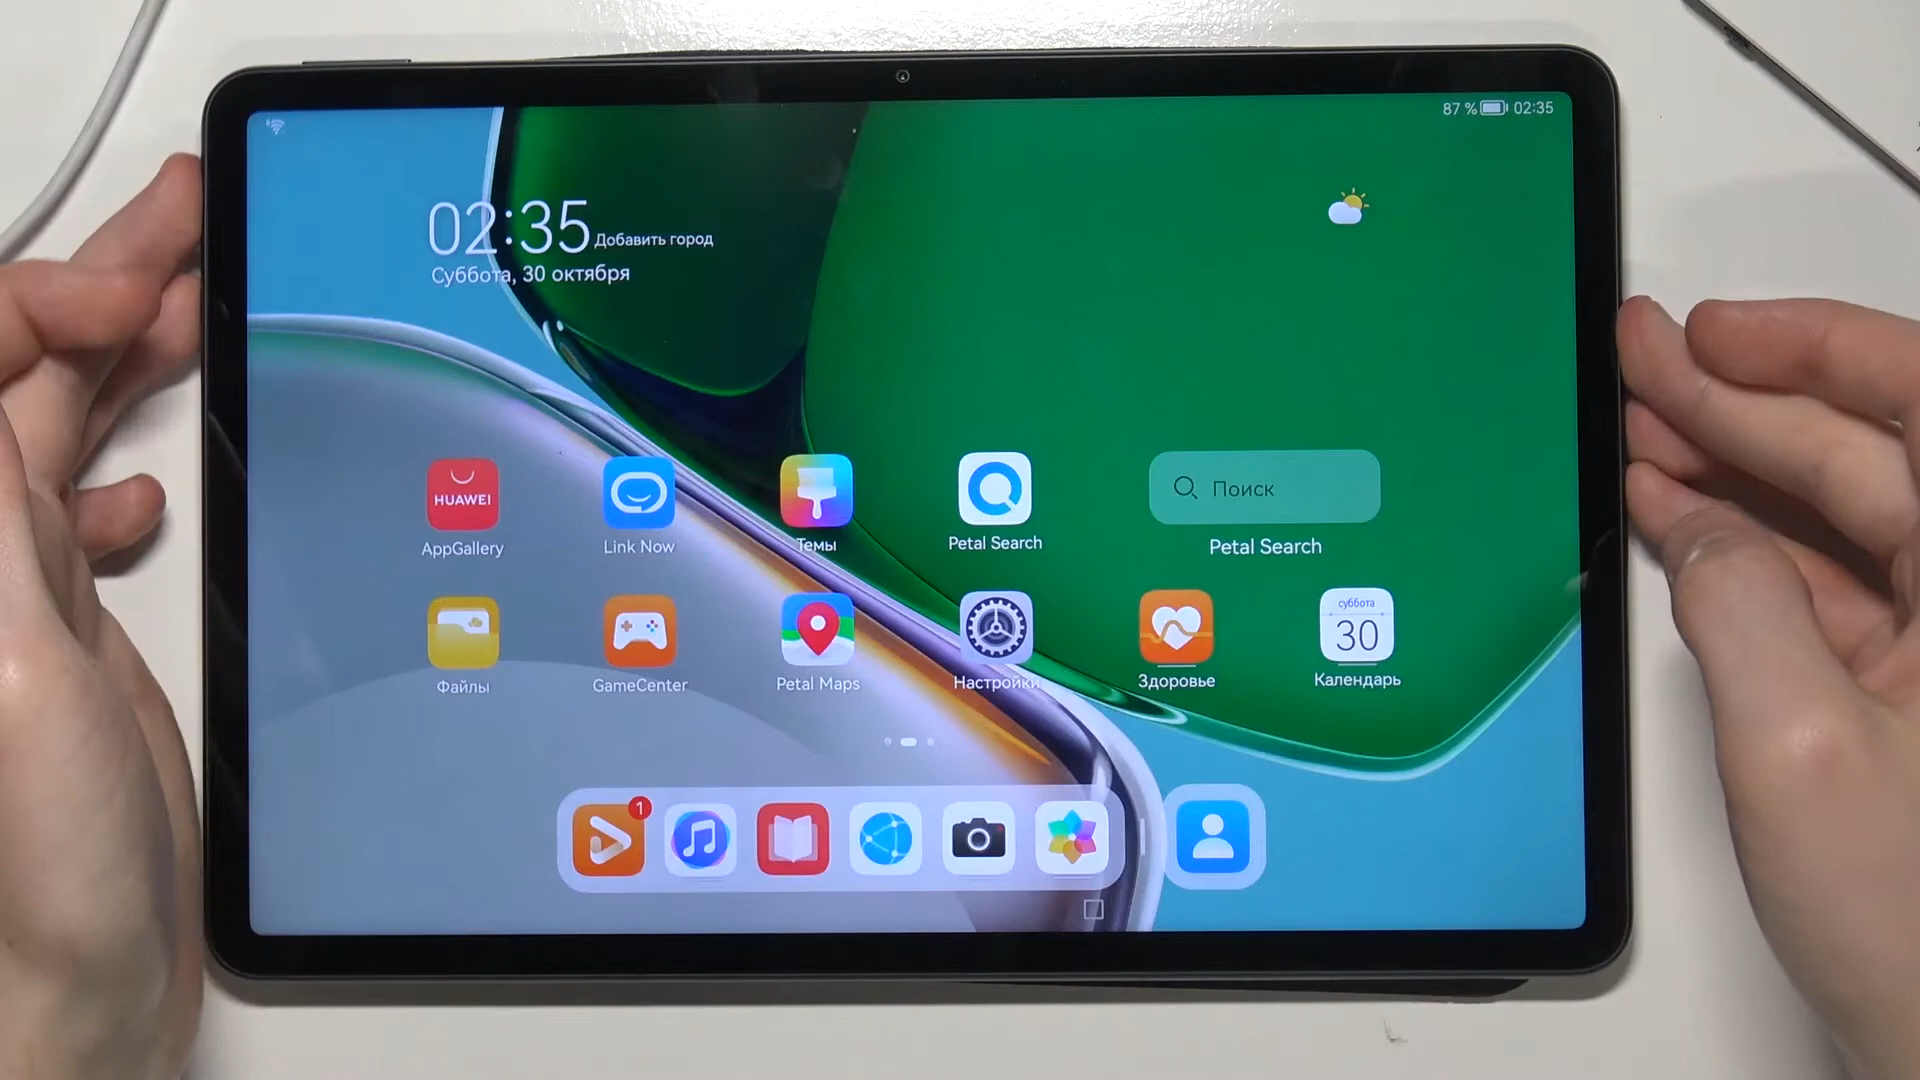 87 % 02:35
02:35 Добавить город
Суббота, 30 октября
HUAWEI
Поиск
AppGallery
Link Now
Темы
Petal Search
Petal Search
суббота
30
Файлы
GameCenter
Petal Maps
Настройки
Здоровье
Календарь
1